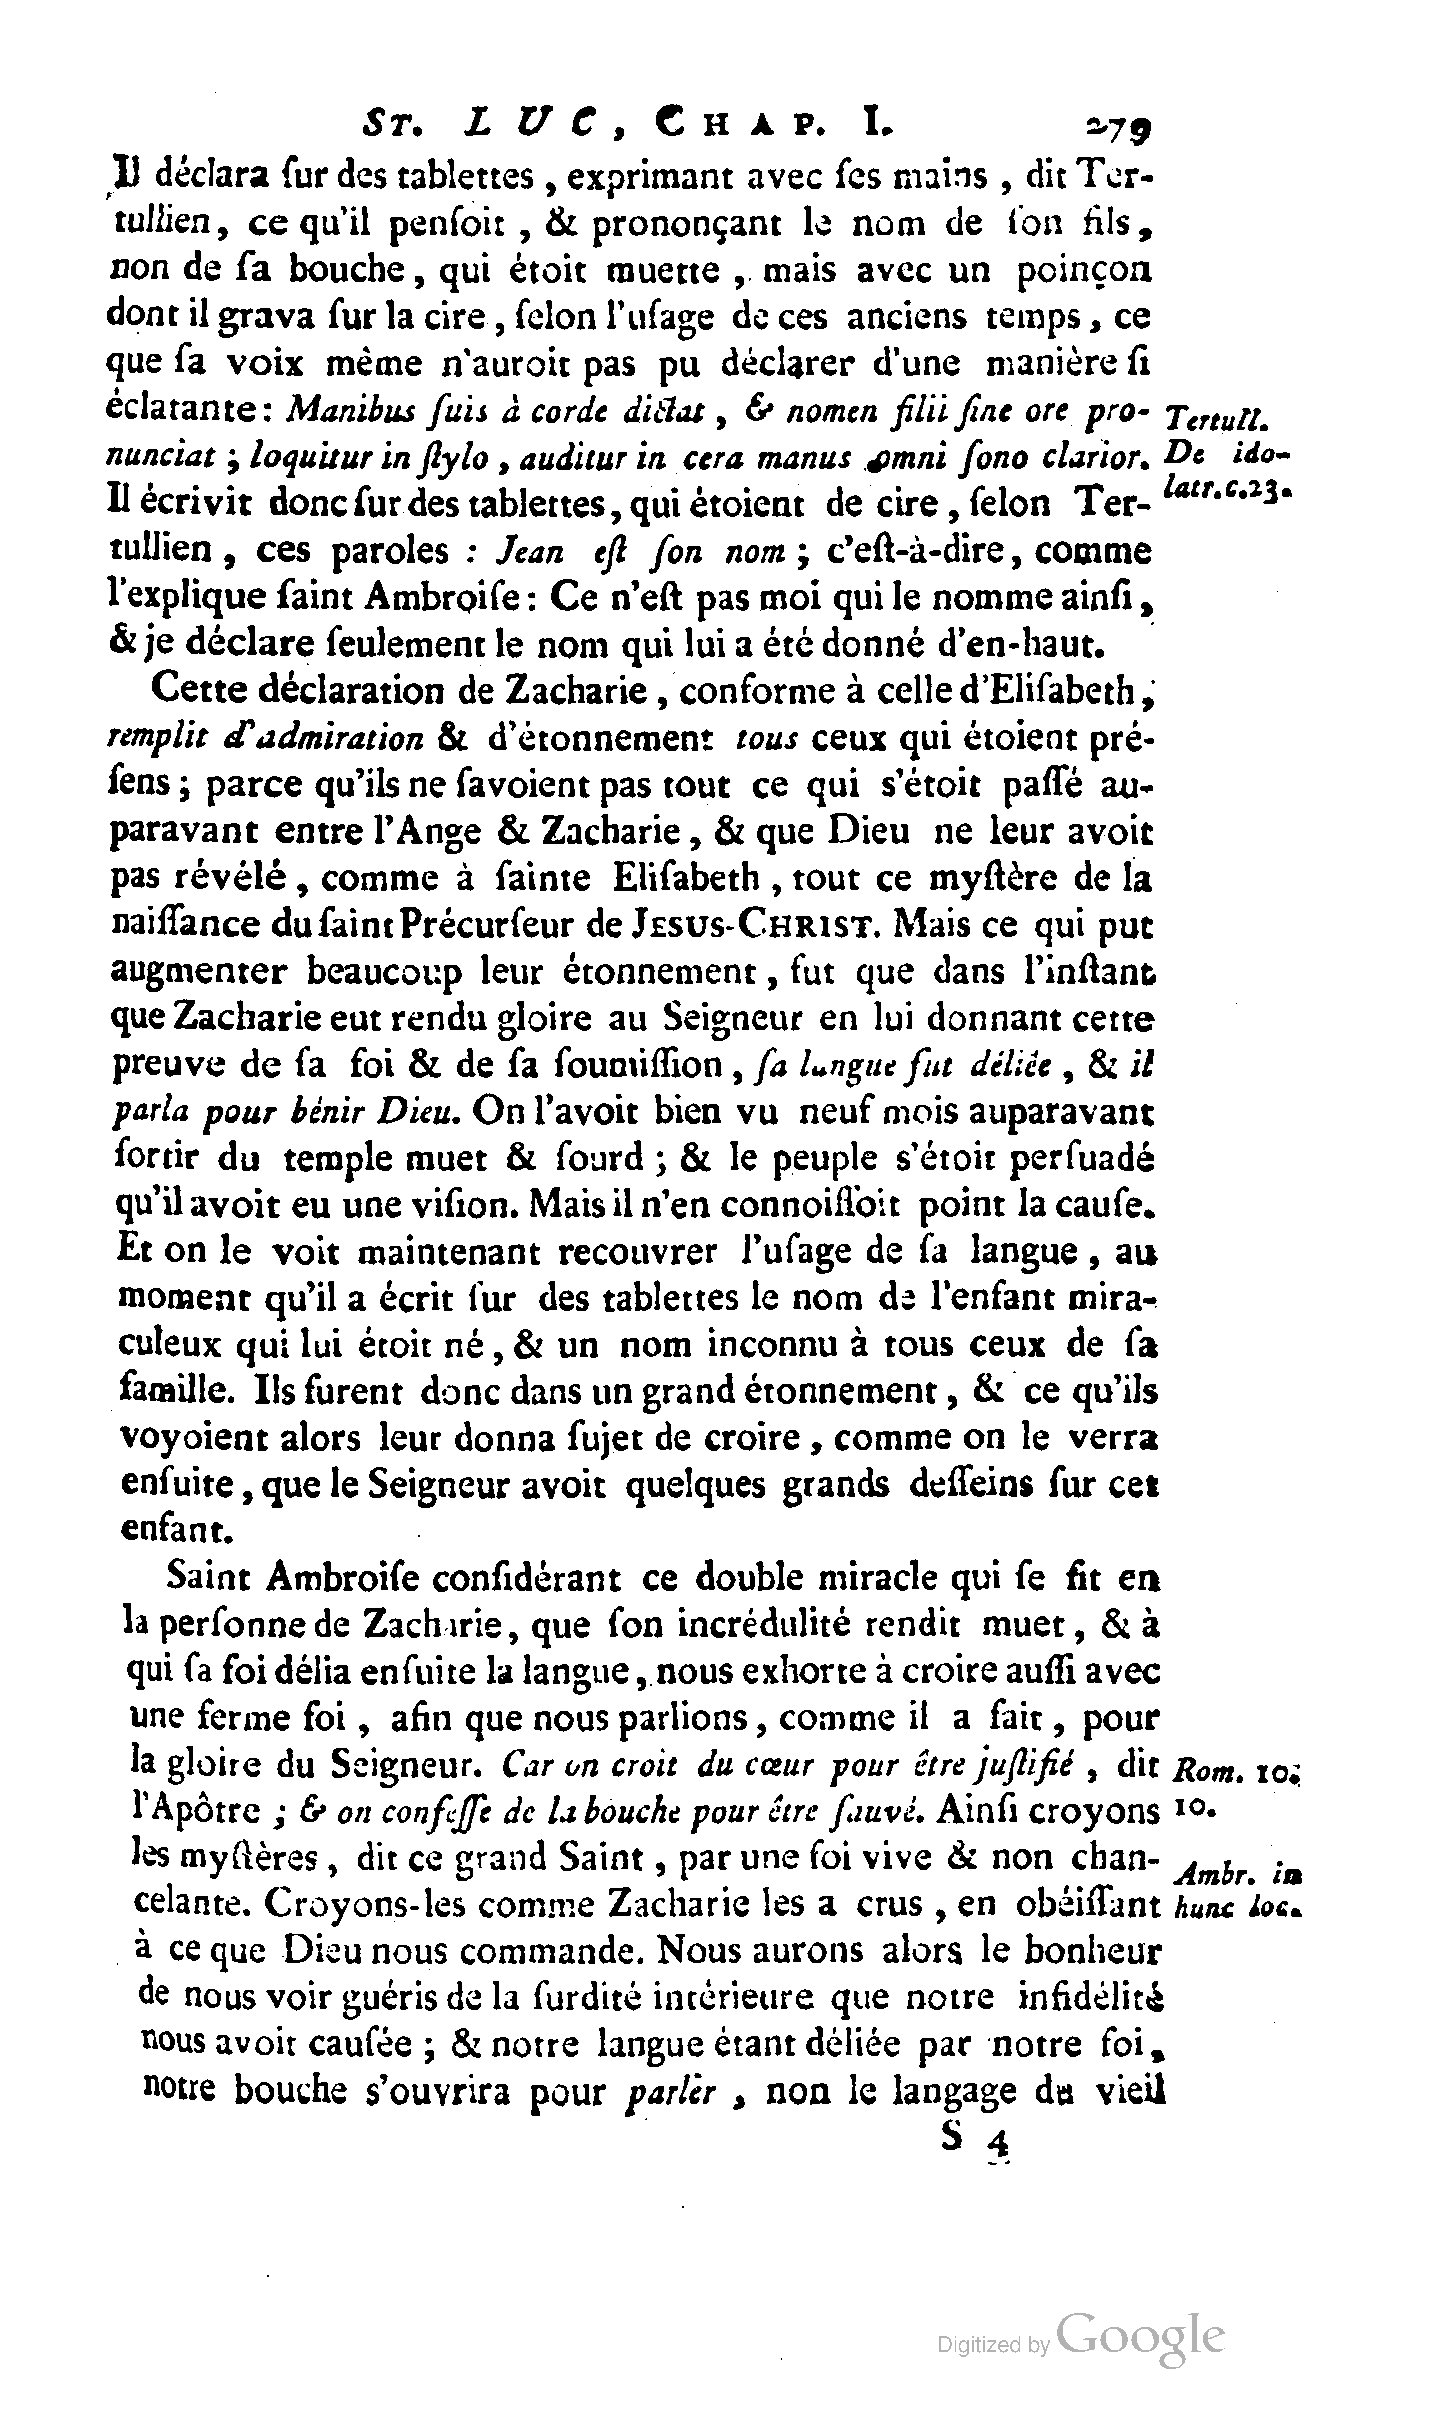 ST. LUC, CHAP. I. 279
Il déclara ſur des tablettes, exprimant avec ſes mains, dit Ter-
tullien, ce qu'il penſoit, & prononçant le nom de ſon fils,
non de ſa bouche, qui étoit muette, mais avec un poinçon
dont il grava ſur la cire, ſelon l'uſage de ces anciens temps, ce
que ſa voix même n'auroit pas pu déclarer d'une manière ſi
éclatante: Manibus ſuis à corde dictat, & nomen filii ſine ore pro-
nunciat; loquitur in ſtylo, auditur in cera manus omni ſono clarior.
Tertull.
De ido-
latr. c. 23.
Il écrivit donc ſur des tablettes, qui étoient de cire, ſelon Ter-
tullien, ces paroles : Jean eſt ſon nom; c'eſt-à-dire, comme
l'explique ſaint Ambroiſe: Ce n'eſt pas moi qui le nomme ainſi,
& je déclare ſeulement le nom qui lui a été donné d'en-haut.
Cette déclaration de Zacharie, conforme à celle d'Eliſabeth,
remplit d'admiration & d'étonnement tous ceux qui étoient pré-
ſens; parce qu'ils ne ſavoient pas tout ce qui s'étoit paſſé au-
paravant entre l'Ange & Zacharie, & que Dieu ne leur avoit
pas révélé, comme à ſainte Eliſabeth, tout ce myſtère de la
naiſſance du ſaint Précurſeur de JESUS-CHRIST. Mais ce qui put
augmenter beaucoup leur étonnement, fut que dans l'inſtant
que Zacharie eut rendu gloire au Seigneur en lui donnant cette
preuve de ſa foi & de ſa ſoumiſſion, ſa langue fut déliée, & il
parla pour bénir Dieu. On l'avoit bien vu neuf mois auparavant
ſortir du temple muet & ſourd; & le peuple s'étoit perſuadé
qu'il avoit eu une viſion. Mais il n'en connoiſſoit point la cauſe.
Et on le voit maintenant recouvrer l'uſage de ſa langue, au
moment qu'il a écrit ſur des tablettes le nom de l'enfant mira-
culeux qui lui étoit né, & un nom inconnu à tous ceux de ſa
famille. Ils furent donc dans un grand étonnement, & ce qu'ils
voyoient alors leur donna ſujet de croire, comme on le verra
enſuite, que le Seigneur avoit quelques grands deſſeins ſur cet
enfant.
Saint Ambroiſe conſidérant ce double miracle qui ſe fit en
la perſonne de Zacharie, que ſon incrédulité rendit muet, & à
qui ſa foi délia enſuite la langue, nous exhorte à croire auſſi avec
une ferme foi, afin que nous parlions, comme il a fait, pour
la gloire du Seigneur. Car on croit du cœur pour être juſtifié, dit
l'Apôtre; & on confeſſe de la bouche pour être ſauvé. Ainſi croyons
Rom. 10.
10.
les myſtères, dit ce grand Saint, par une foi vive & non chan-
celante. Croyons-les comme Zacharie les a crus, en obéiſſant
Ambr. in
hunc loc.
à ce que Dieu nous commande. Nous aurons alors le bonheur
de nous voir guéris de la ſurdité intérieure que notre infidélité
nous avoit cauſée; & notre langue étant déliée par notre foi,
notre bouche s'ouvrira pour parler, non le langage du vieil
S 4
Digitized by Google